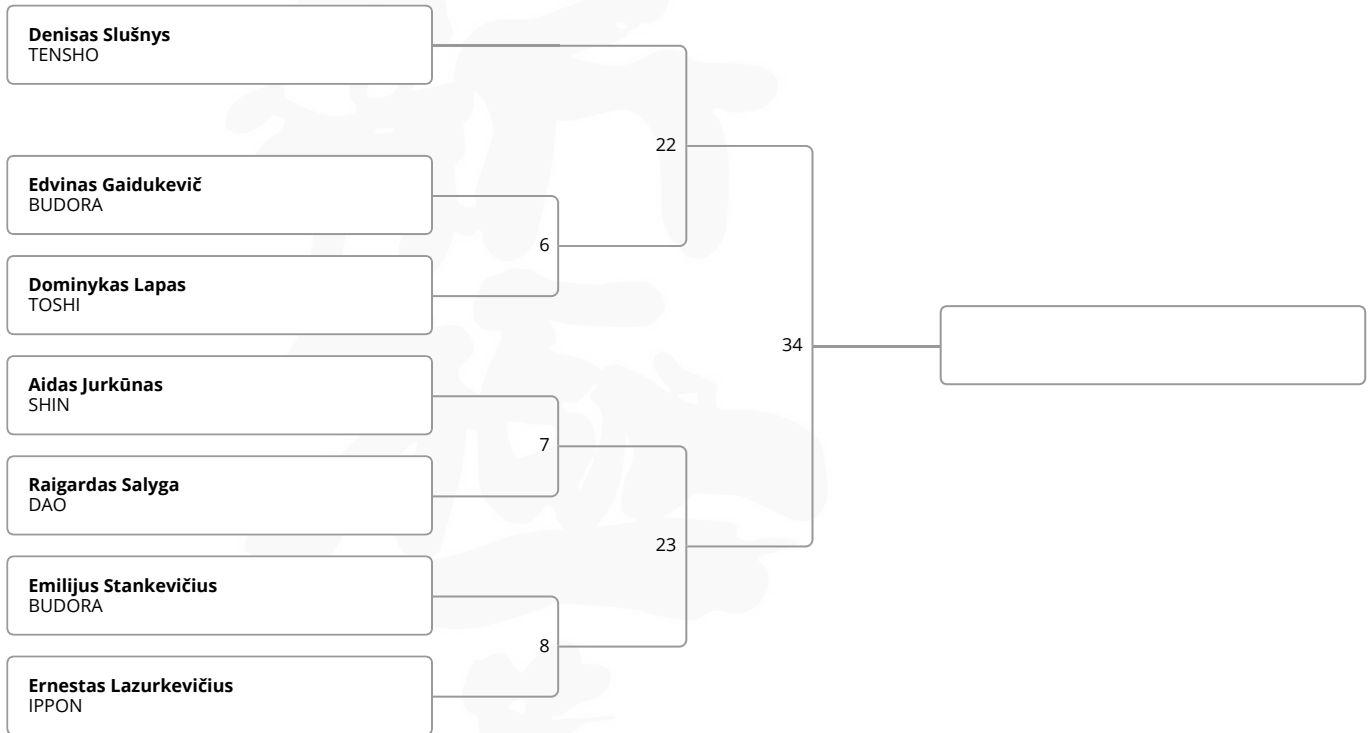 Denisas Slušnys
TENSHO
22
Edvinas Gaidukevič
BUDORA
6
Dominykas Lapas
TOSHI
34
Aidas Jurkūnas
SHIN
7
Raigardas Salyga
DAO
23
Emilijus Stankevičius
BUDORA
8
Ernestas Lazurkevičius
IPPON